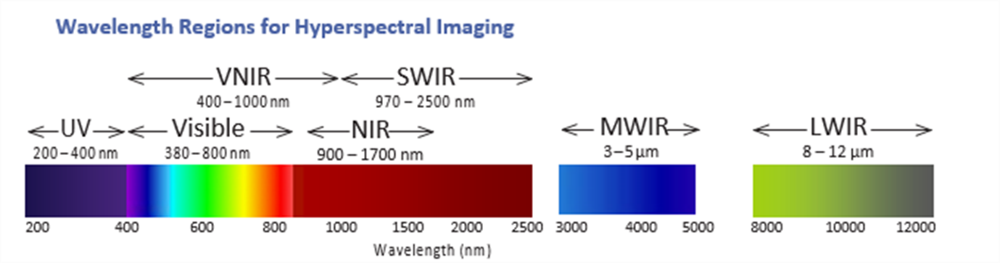 Wavelength Regions for Hyperspectral Imaging
VNIR SWIR
400–1000 nm 970 – 2500 nm
UV Visible NIR MWIR LWIR
200–400 nm 380–800 nm 900 – 1700 nm 3–5 µm 8 – 12 µm
200 400 600 800 1000 1500 2000 2500 3000 4000 5000 8000 10000 12000
Wavelength (nm)